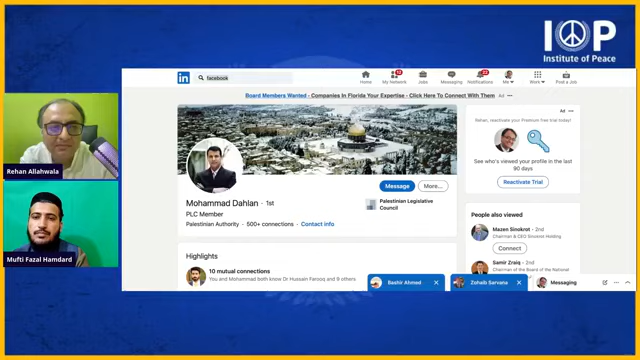 IOP
Institute of Peace
in
facebook
Home
My Network
Jobs
Messaging
Notifications
Me
Work
Post a Job
Board Members Wanted - Companies In Florida Your Expertise - Click Here To Connect With Them Ad
Ad
Rehan, reactivate your Premium free trial today!
See who's viewed your profile in the last
90 days
Reactivate Trial
Mohammad Dahlan · 1st
PLC Member
Palestinian Authority · 500+ connections · Contact info
Message
More...
Palestinian Legislative
Council
People also viewed
Mazen Sinokrot · 2nd
Chairman & CEO Sinokrot Holding
Connect
Samir Zraiq · 2nd
Chairman of the Board of the National
Highlights
10 mutual connections
You and Mohammad both know Dr Hussain Farooq and 9 others
Bashir Ahmed
Zohaib Sarvana
Messaging
Rehan Allahwala
Mufti Fazal Hamdard